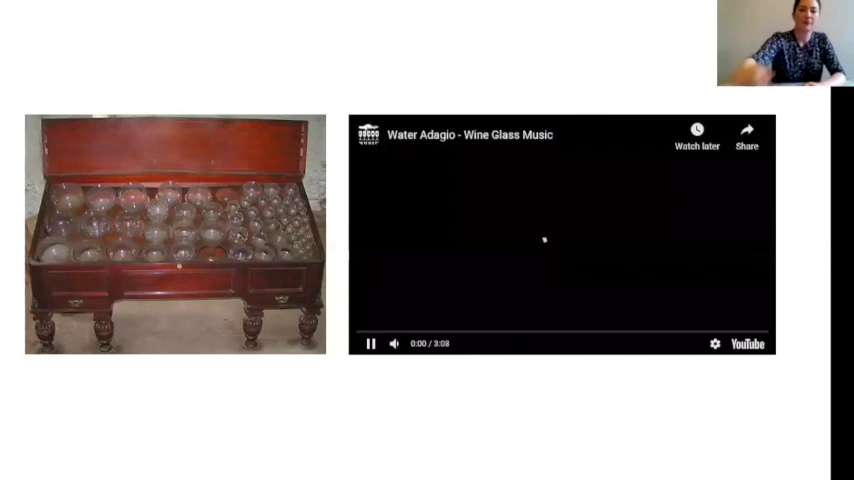 Water Adagio - Wine Glass Music
Watch later
Share
0:00 / 3:08
YouTube